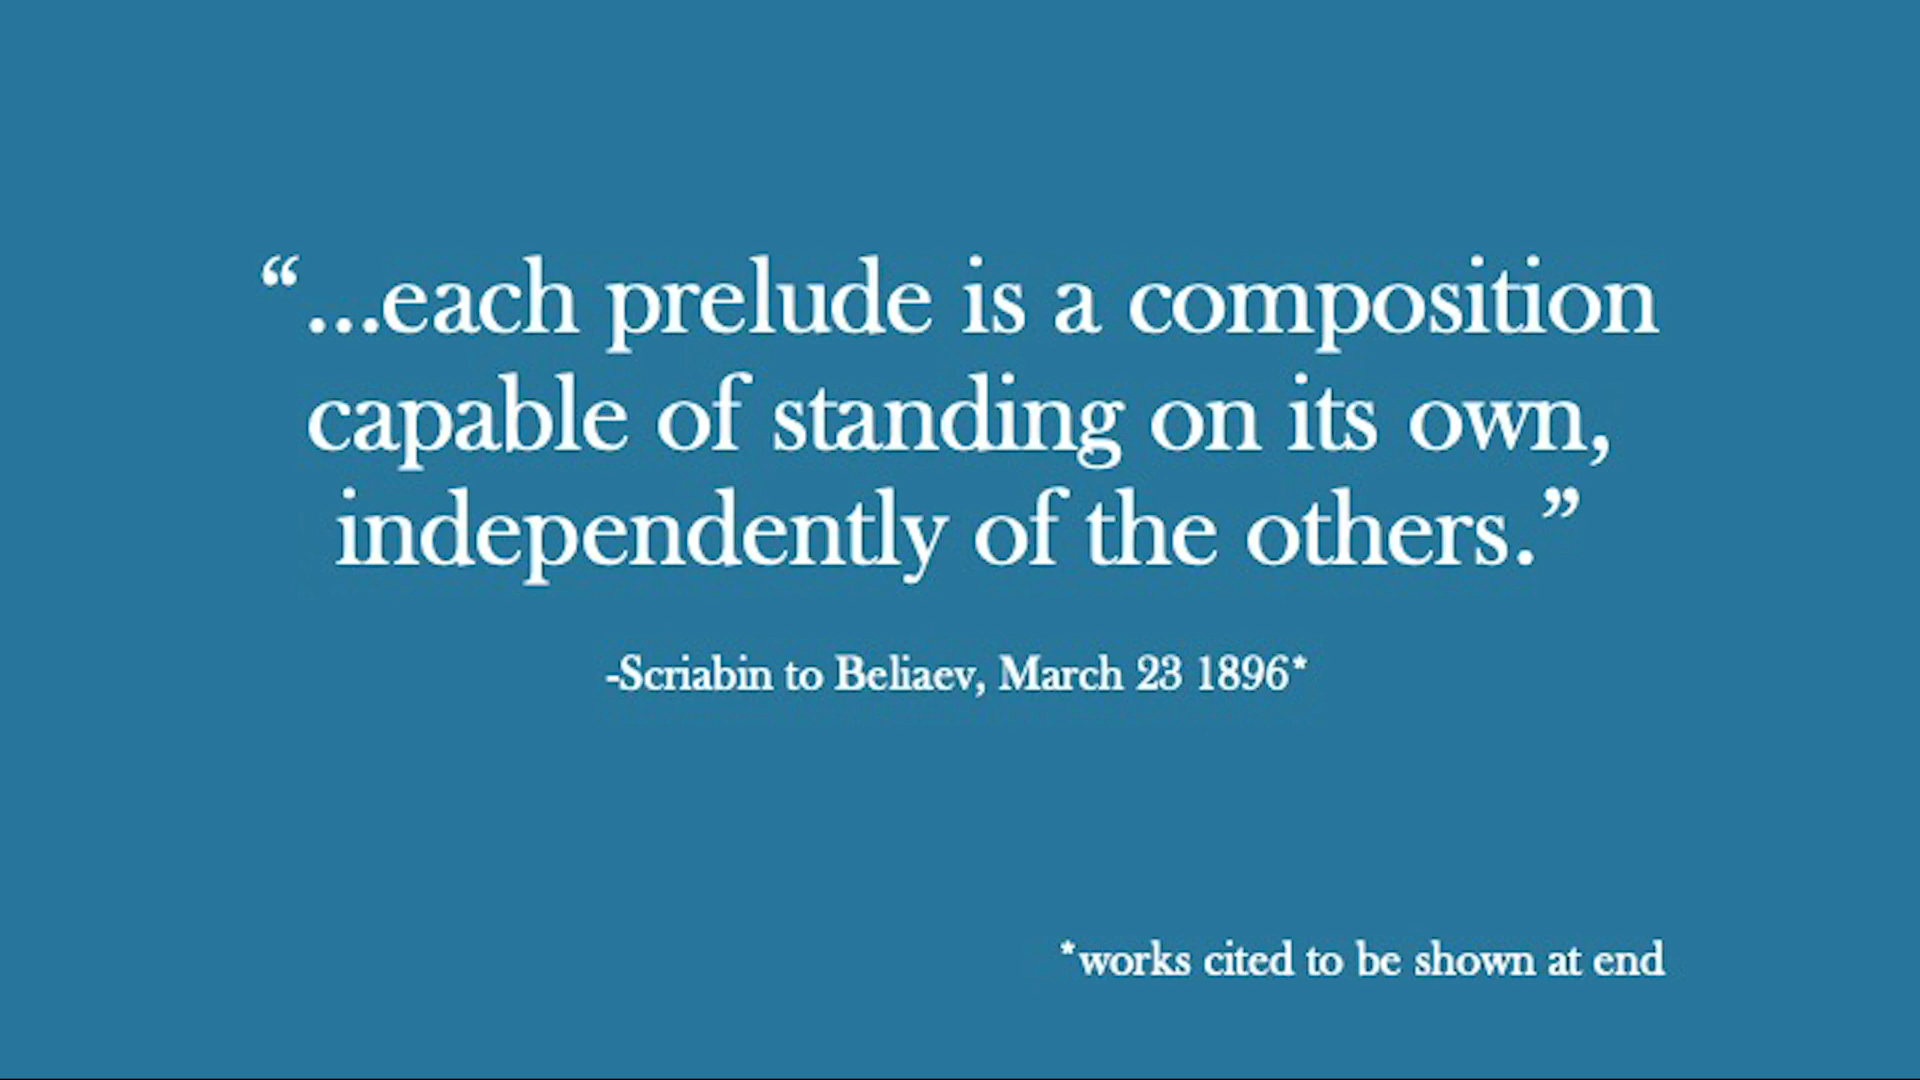 “...each prelude is a composition
capable of standing on its own,
independently of the others.”
-Scriabin to Beliaev, March 23 1896*
*works cited to be shown at end